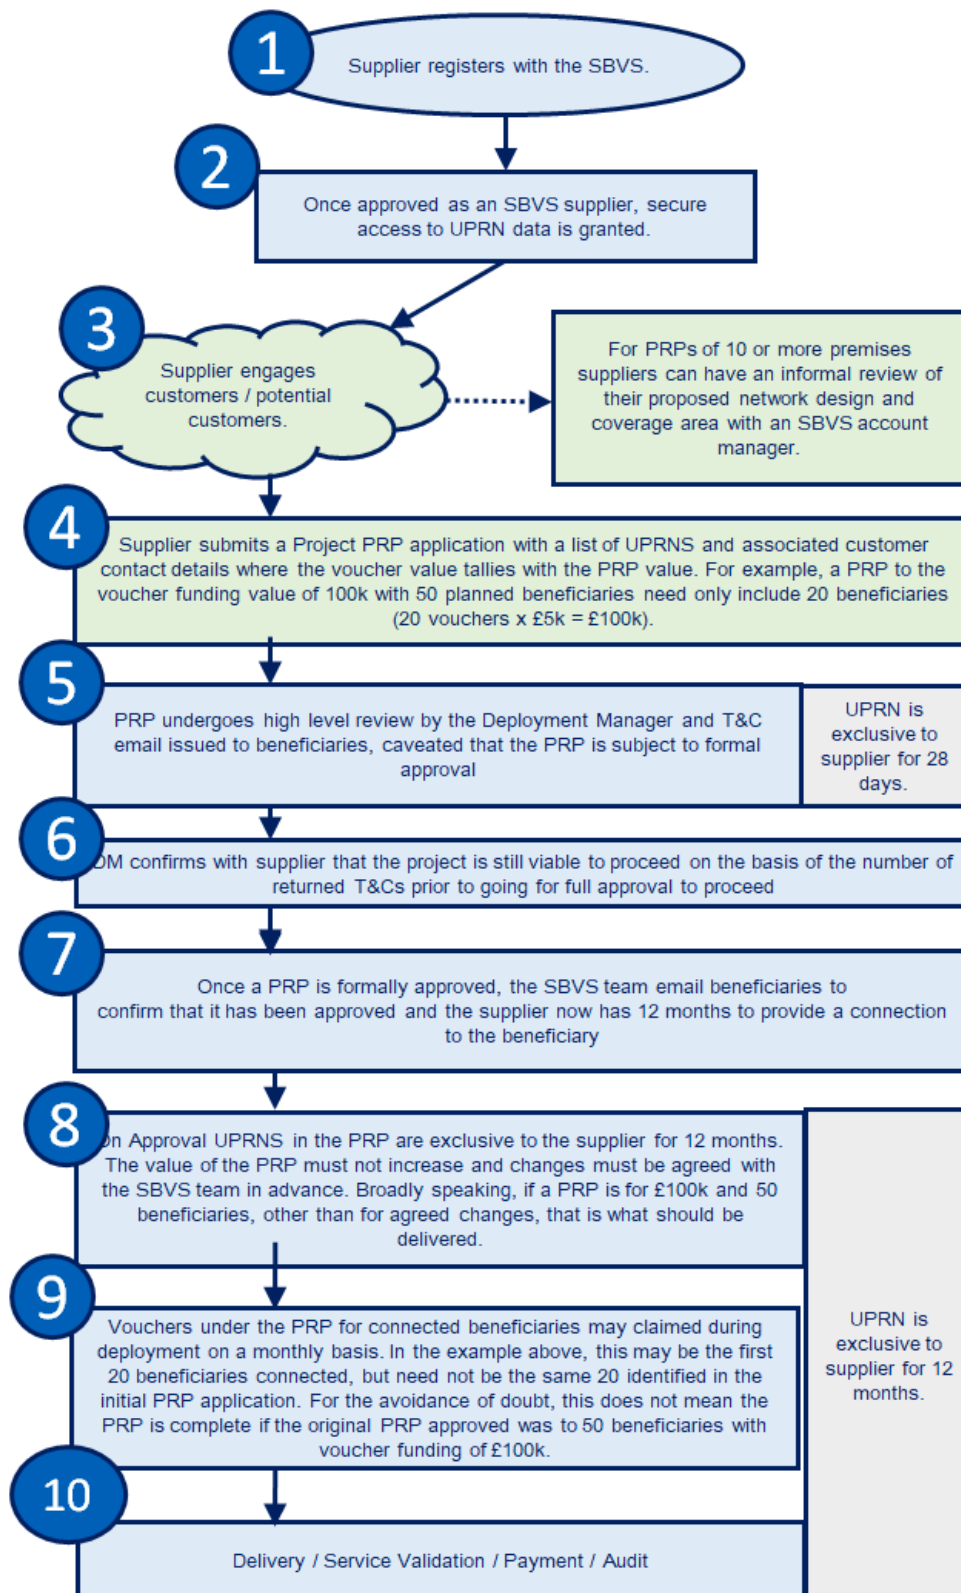 1
Supplier registers with the SBVS.
2
Once approved as an SBVS supplier, secure
access to UPRN data is granted.
3
Supplier engages
customers / potential
customers.
For PRPs of 10 or more premises
suppliers can have an informal review of
their proposed network design and
coverage area with an SBVS account
manager.
4
Supplier submits a Project PRP application with a list of UPRNS and associated customer
contact details where the voucher value tallies with the PRP value. For example, a PRP to the
voucher funding value of 100k with 50 planned beneficiaries need only include 20 beneficiaries
(20 vouchers x £5k = £100k).
5
PRP undergoes high level review by the Deployment Manager and T&C
email issued to beneficiaries, caveated that the PRP is subject to formal
approval
UPRN is
exclusive to
supplier for 28
days.
6
DM confirms with supplier that the project is still viable to proceed on the basis of the number of
returned T&Cs prior to going for full approval to proceed
7
Once a PRP is formally approved, the SBVS team email beneficiaries to
confirm that it has been approved and the supplier now has 12 months to provide a connection
to the beneficiary
8
On Approval UPRNS in the PRP are exclusive to the supplier for 12 months.
The value of the PRP must not increase and changes must be agreed with
the SBVS team in advance. Broadly speaking, if a PRP is for £100k and 50
beneficiaries, other than for agreed changes, that is what should be
delivered.
9
Vouchers under the PRP for connected beneficiaries may claimed during
deployment on a monthly basis. In the example above, this may be the first
20 beneficiaries connected, but need not be the same 20 identified in the
initial PRP application. For the avoidance of doubt, this does not mean the
PRP is complete if the original PRP approved was to 50 beneficiaries with
voucher funding of £100k.
UPRN is
exclusive to
supplier for 12
months.
10
Delivery / Service Validation / Payment / Audit